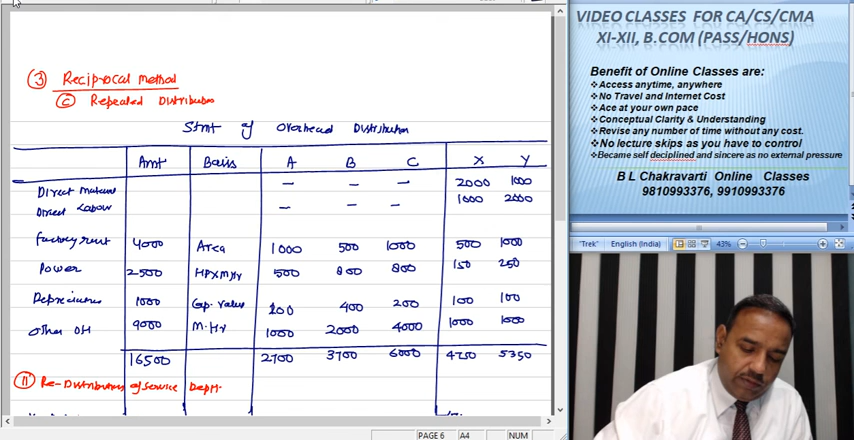 VIDEO CLASSES FOR CA/CS/CMA
XI-XII, B.COM (PASS/HONS)
Benefit of Online Classes are:
❖Access anytime, anywhere
❖No Travel and Internet Cost
❖Ace at your own pace
❖Conceptual Clarity & Understanding
❖Revise any number of time without any cost.
❖No lecture skips as you have to control
❖Became self deciplined and sincere as no external pressure
B L Chakravarti Online Classes
9810993376, 9910993376
"Trek" English (India) 43%
③ Reciprocal Method
Ⓒ Repeated Distribution
Stmt of Overhead Distribution
Amt Basis A B C X Y
Direct Material — — — 2000 1000
Direct Labour — — — 1000 2000
Factory rent 4000 Area 1000 500 1000 500 1000
Power 2500 HPXMHr 500 800 800 150 250
Depreciation 1000 Cap. Value 200 400 200 100 100
Other OH 9000 M.Hr 1000 2000 4000 1000 1000
16500 2700 3700 6000 4750 5350
⑪ Re-Distribution of Service Dept.
PAGE 6 A4 NUM